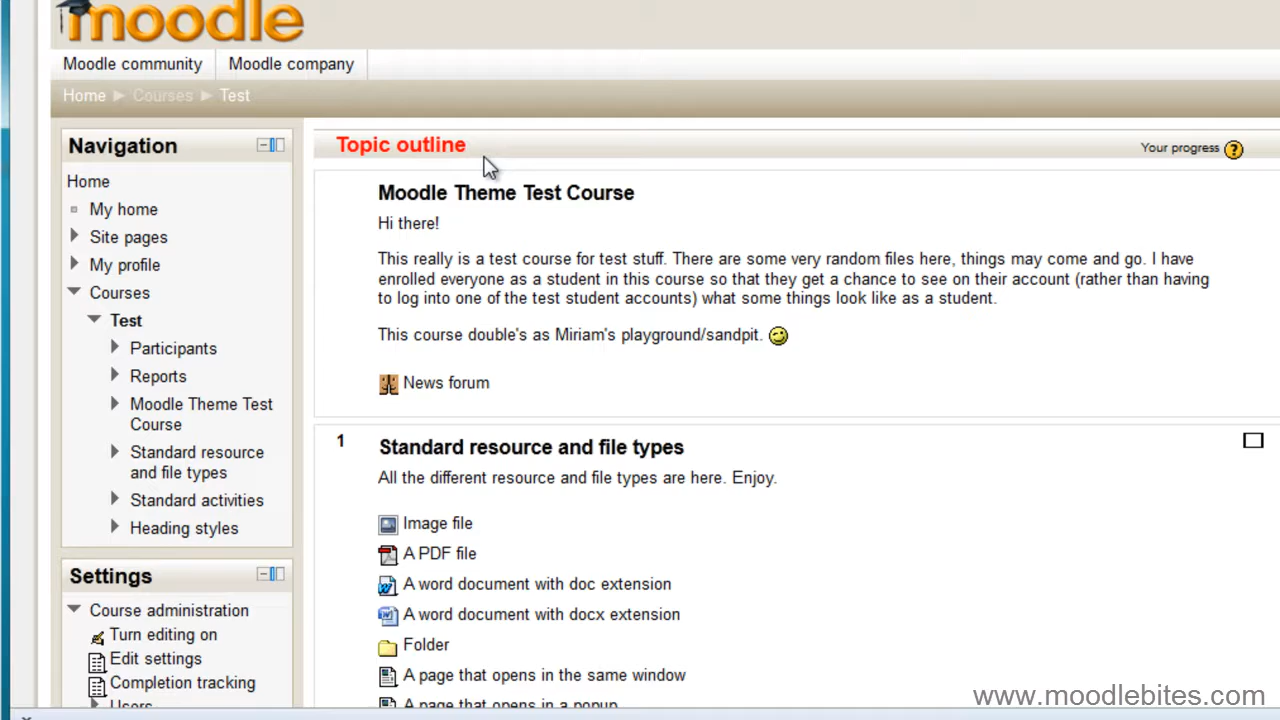 moodle
Moodle community
Moodle company
Home
Courses
Test
Navigation
Home
My home
Site pages
My profile
Courses
Test
Participants
Reports
Moodle Theme Test
Course
Standard resource
and file types
Standard activities
Heading styles
Settings
Course administration
Turn editing on
Edit settings
Completion tracking
Users
Topic outline
Your progress ?
Moodle Theme Test Course
Hi there!
This really is a test course for test stuff. There are some very random files here, things may come and go. I have
enrolled everyone as a student in this course so that they get a chance to see on their account (rather than having
to log into one of the test student accounts) what some things look like as a student.
This course double's as Miriam's playground/sandpit.
News forum
1
Standard resource and file types
All the different resource and file types are here. Enjoy.
Image file
A PDF file
A word document with doc extension
A word document with docx extension
Folder
A page that opens in the same window
A page that opens in a popup
www.moodlebites.com